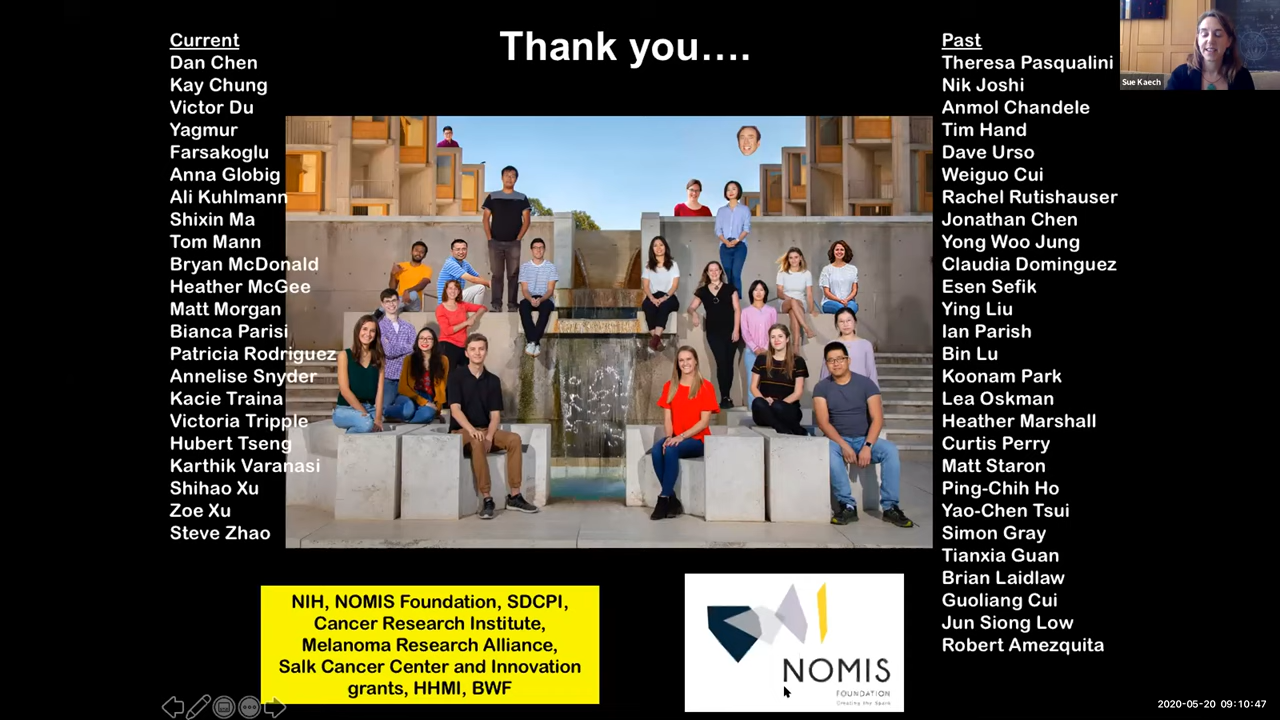 Thank you....
Current
Dan Chen
Kay Chung
Victor Du
Yagmur
Farsakoglu
Anna Globig
Ali Kuhlmann
Shixin Ma
Tom Mann
Bryan McDonald
Heather McGee
Matt Morgan
Bianca Parisi
Patricia Rodriguez
Annelise Snyder
Kacie Traina
Victoria Tripple
Hubert Tseng
Karthik Varanasi
Shihao Xu
Zoe Xu
Steve Zhao
Past
Theresa Pasqualini
Nik Joshi
Anmol Chandele
Tim Hand
Dave Urso
Weiguo Cui
Rachel Rutishauser
Jonathan Chen
Yong Woo Jung
Claudia Dominguez
Esen Sefik
Ying Liu
Ian Parish
Bin Lu
Koonam Park
Lea Oskman
Heather Marshall
Curtis Perry
Matt Staron
Ping-Chih Ho
Yao-Chen Tsui
Simon Gray
Tianxia Guan
Brian Laidlaw
Guoliang Cui
Jun Siong Low
Robert Amezquita
Sue Kaech
NIH, NOMIS Foundation, SDCPI,
Cancer Research Institute,
Melanoma Research Alliance,
Salk Cancer Center and Innovation
grants, HHMI, BWF
NOMIS
FOUNDATION
Creating the Spark
2020-05-20 09:10:47